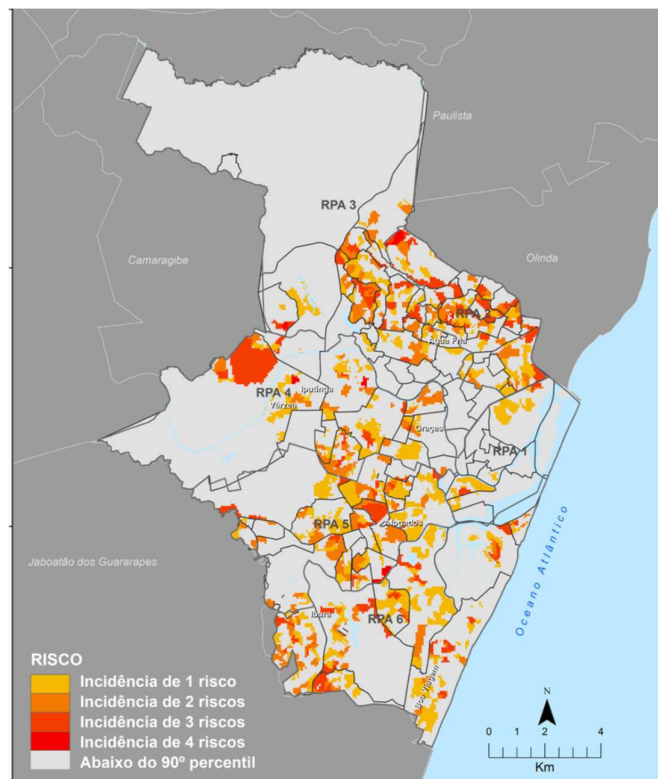 Paulista
RPA 3
Camaragibe
Olinda
RPA 2
Água Fria
RPA 4
Iputinga
Várzea
Graças
RPA 1
RPA 5
Afogados
Jaboatão dos Guararapes
Oceano Atlântico
Ibura
RPA 6
Boa Viagem
RISCO
Incidência de 1 risco
Incidência de 2 riscos
Incidência de 3 riscos
Incidência de 4 riscos
Abaixo do 90º percentil
N
0 1 2 4
Km